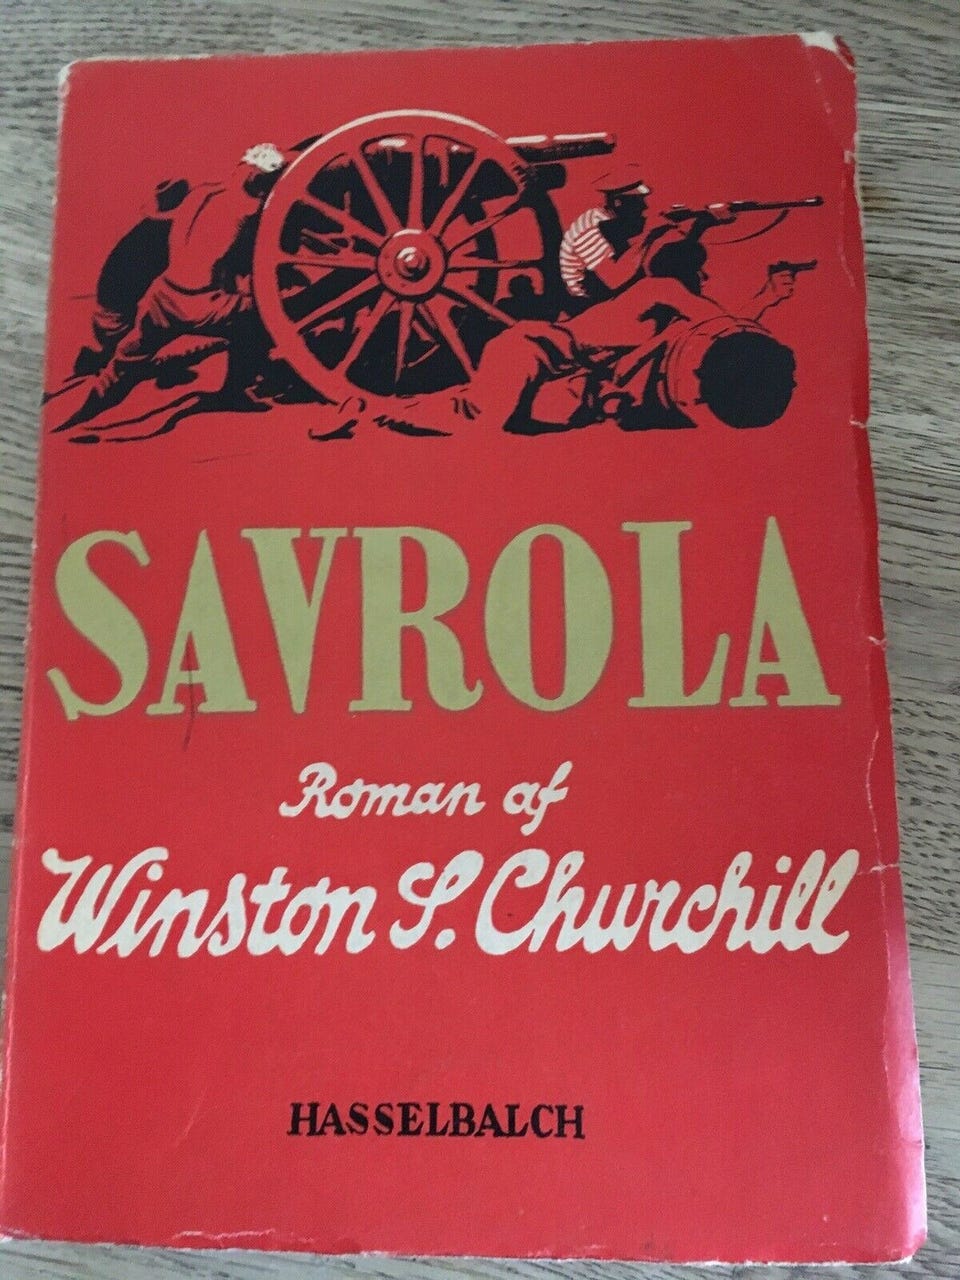 SAVROLA
Roman af
Winston S. Churchill
HASSELBALCH